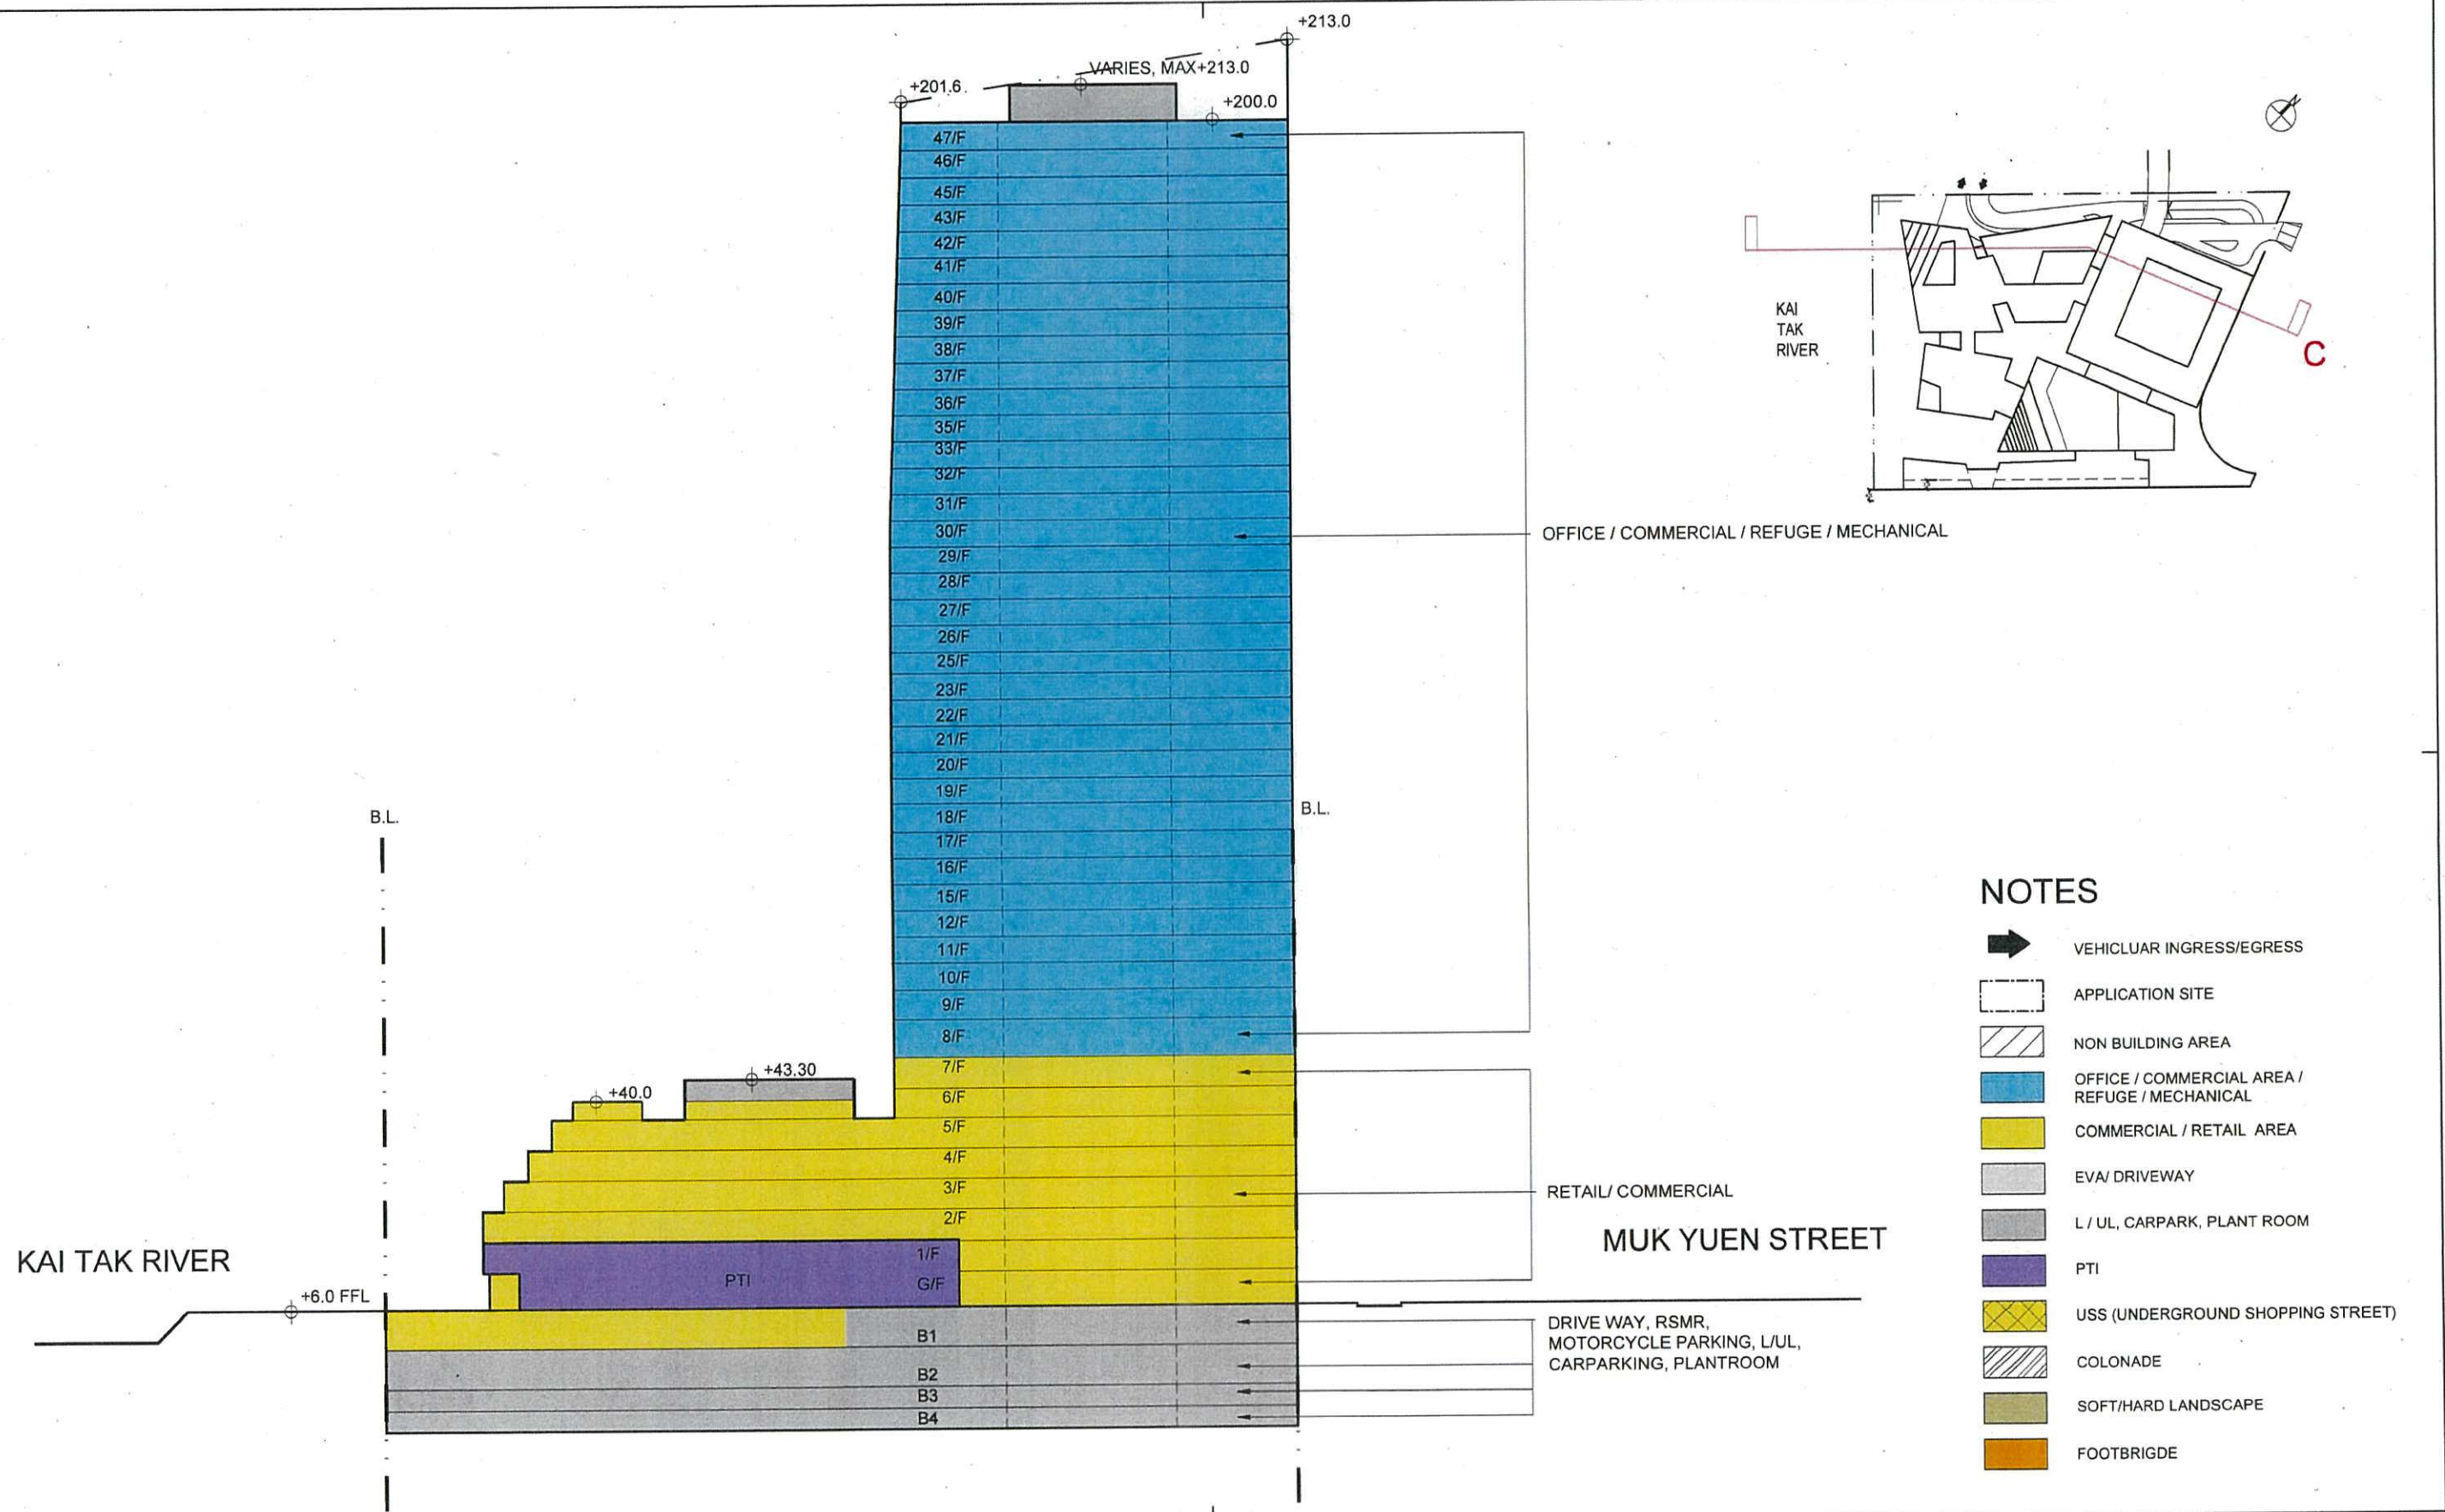 +213.0
VARIES, MAX+213.0
+201.6
+200.0
47/F
46/F
45/F
43/F
42/F
41/F
40/F
39/F
38/F
37/F
36/F
35/F
33/F
32/F
31/F
30/F
29/F
28/F
27/F
26/F
25/F
23/F
22/F
21/F
20/F
19/F
18/F
17/F
16/F
15/F
12/F
11/F
10/F
9/F
8/F
7/F
6/F
5/F
4/F
3/F
2/F
1/F
G/F
PTI
B1
B2
B3
B4
OFFICE / COMMERCIAL / REFUGE / MECHANICAL
B.L.
B.L.
+43.30
+40.0
RETAIL/ COMMERCIAL
MUK YUEN STREET
KAI TAK RIVER
+6.0 FFL
DRIVE WAY, RSMR,
MOTORCYCLE PARKING, L/UL,
CARPARKING, PLANTROOM
KAI
TAK
RIVER
C
NOTES
VEHICLUAR INGRESS/EGRESS
APPLICATION SITE
NON BUILDING AREA
OFFICE / COMMERCIAL AREA /
REFUGE / MECHANICAL
COMMERCIAL / RETAIL AREA
EVA/ DRIVEWAY
L / UL, CARPARK, PLANT ROOM
PTI
USS (UNDERGROUND SHOPPING STREET)
COLONADE
SOFT/HARD LANDSCAPE
FOOTBRIGDE